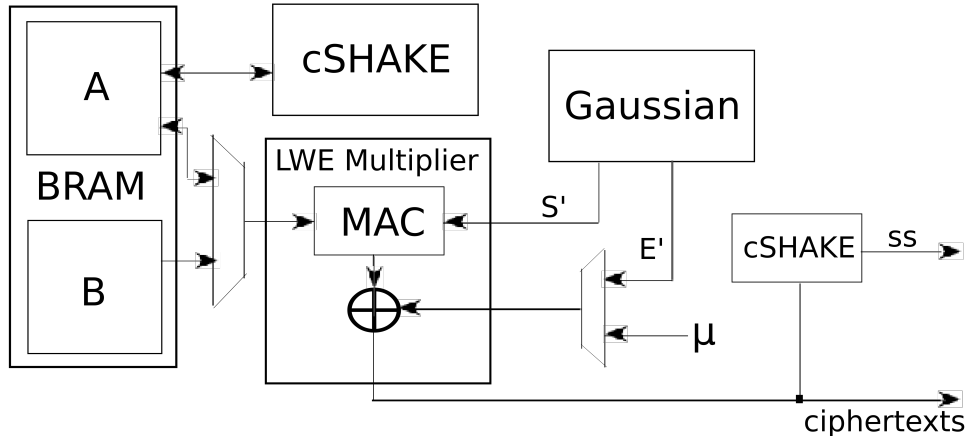 A
cSHAKE
Gaussian
LWE Multiplier
BRAM
MAC
S'
E'
cSHAKE
ss
B
μ
ciphertexts